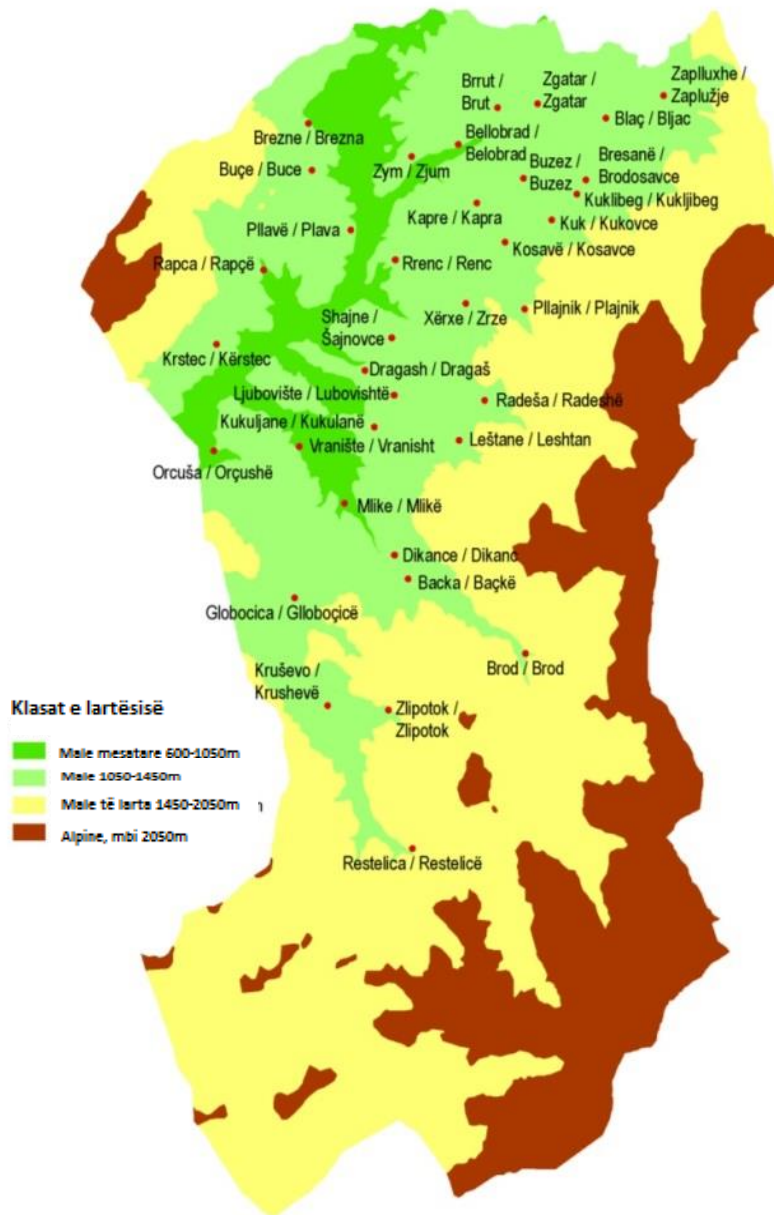 Brrut /
Brut
Zgatar /
Zgatar
Zaplluxhe /
Zaplužje
Brezne / Brezna
Bellobrad /
Belobrad
Blaç / Bljac
Buçe / Buce
Zym / Zjum
Buzez /
Buzez
Bresanë /
Brodosavce
Kuklibeg / Kukljibeg
Kapre / Kapra
Kuk / Kukovce
Pllavë / Plava
Kosavë / Kosavce
Rapca / Rapçë
Rrenc / Renc
Shajne /
Šajnovce
Xërxe / Zrze
Pllajnik / Plajnik
Krstec / Kërstec
Dragash / Dragaš
Ljubovište / Lubovishtë
Radeša / Radeshë
Kukuljane / Kukulanë
Vranište / Vranisht
Leštane / Leshtan
Orcuša / Orçushë
Mlike / Mlikë
Dikance / Dikanc
Backa / Baçkë
Globocica / Glloboçicë
Brod / Brod
Kruševo /
Krushevë
Zlipotok /
Zlipotok
Restelica / Restelicë
Klasat e lartësisë
Male mesatare 600-1050m
Male 1050-1450m
Male të larta 1450-2050m
Alpine, mbi 2050m